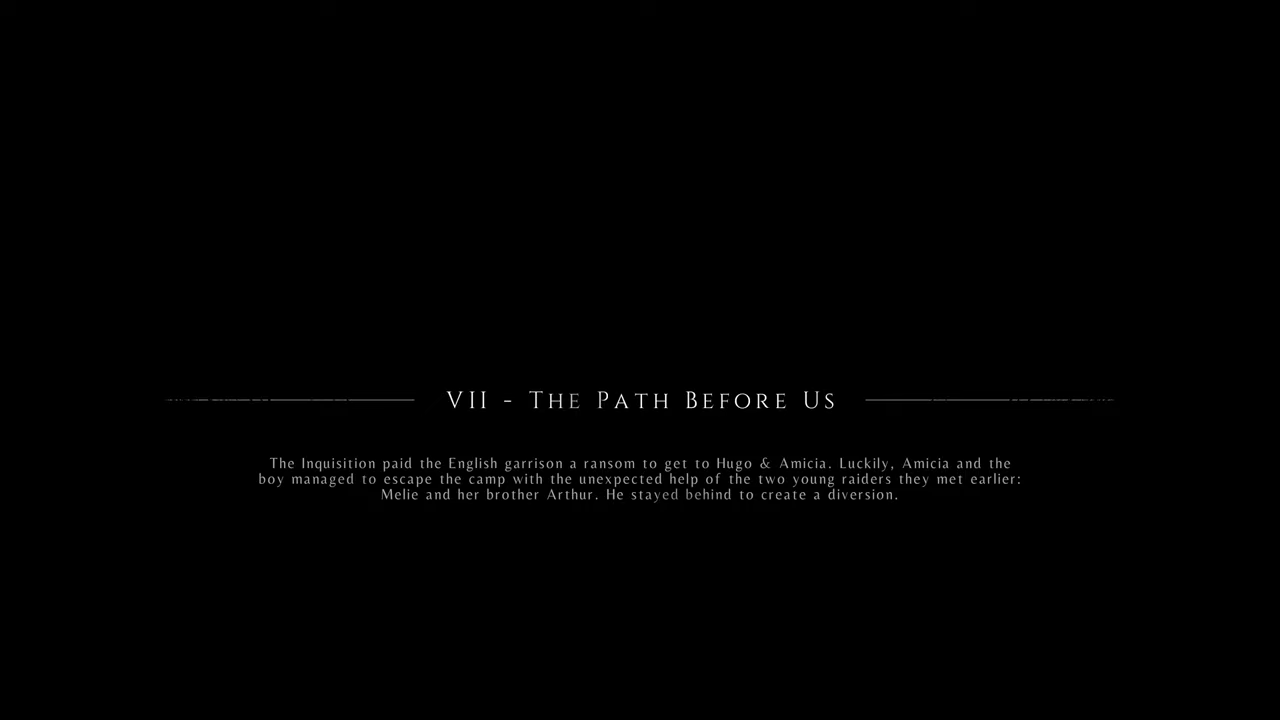 VII - The Path Before Us
The Inquisition paid the English garrison a ransom to get to Hugo & Amicia. Luckily, Amicia and the
boy managed to escape the camp with the unexpected help of the two young raiders they met earlier:
Melie and her brother Arthur. He stayed behind to create a diversion.